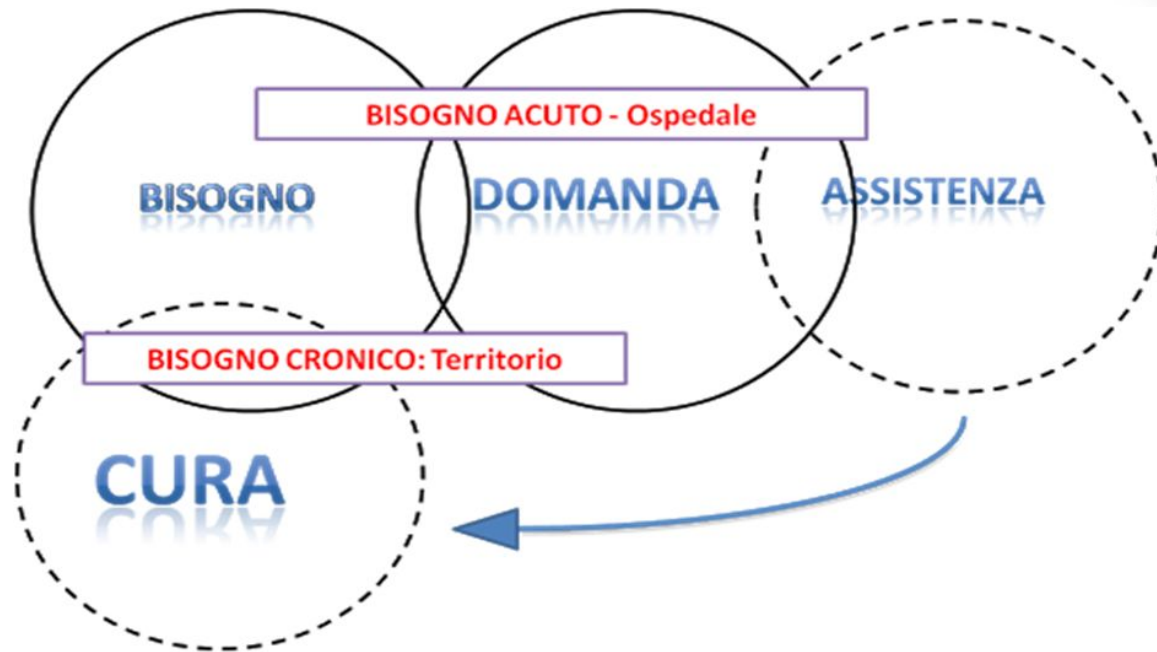 BISOGNO ACUTO - Ospedale
BISOGNO
DOMANDA
ASSISTENZA
BISOGNO CRONICO: Territorio
CURA